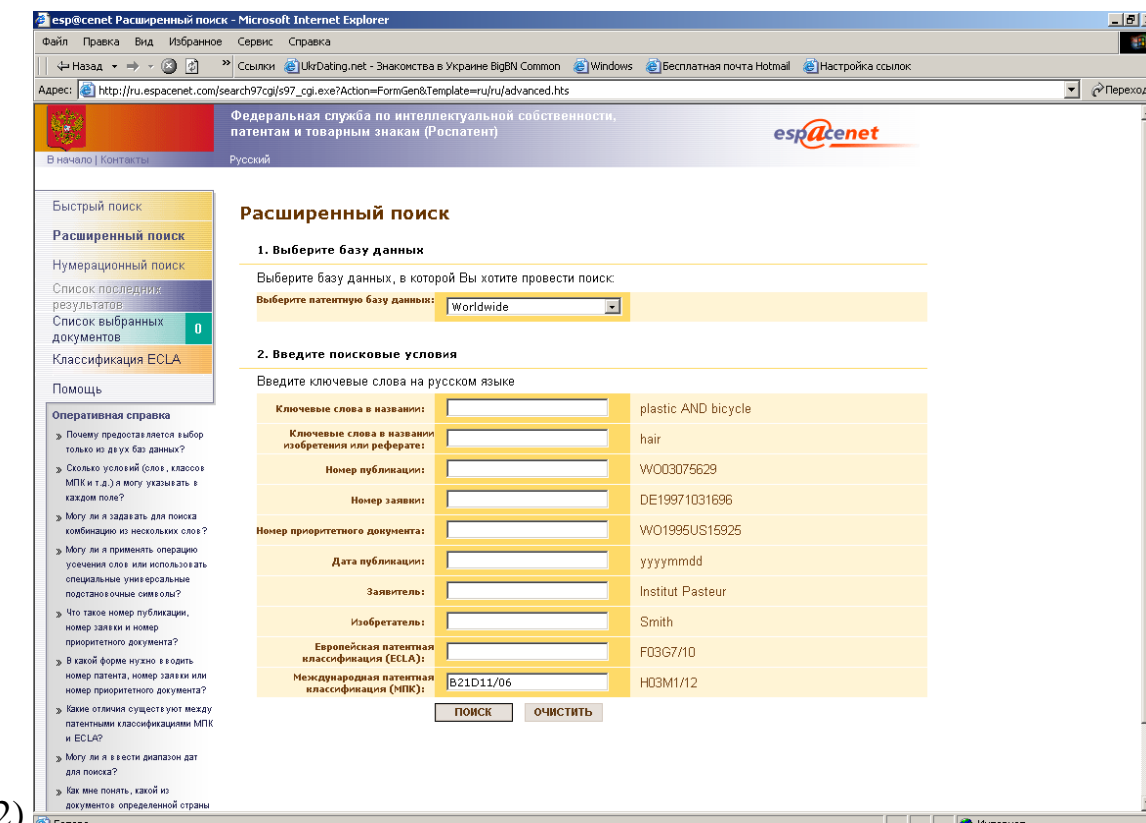 esp@cenet Расширенный поиск - Microsoft Internet Explorer
Файл Правка Вид Избранное Сервис Справка
Назад » Ссылки UkrDating.net - Знакомства в Украине BigBN Common Windows Бесплатная почта Hotmail Настройка ссылок
Адрес: http://ru.espacenet.com/search97cgi/s97_cgi.exe?Action=FormGen&Template=ru/ru/advanced.hts Переход
Федеральная служба по интеллектуальной собственности,
патентам и товарным знакам (Роспатент)
esp@cenet
В начало | Контакты Русский
Быстрый поиск
Расширенный поиск
Нумерационный поиск
Список последних
результатов
Список выбранных
документов 0
Классификация ECLA
Помощь
Оперативная справка
» Почему предоставляется выбор
только из двух баз данных?
» Сколько условий (слов, классов
МПК и т.д.) я могу указывать в
каждом поле?
» Могу ли я задавать для поиска
комбинацию из нескольких слов?
» Могу ли я применять операцию
усечения слов или использовать
специальные универсальные
подстановочные символы?
» Что такое номер публикации,
номер заявки и номер
приоритетного документа?
» В какой форме нужно вводить
номер патента, номер заявки или
номер приоритетного документа?
» Какие отличия существуют между
патентными классификациями МПК
и ECLA?
» Могу ли я ввести диапазон дат
для поиска?
» Как мне понять, какой из
документов определенной страны
Расширенный поиск
1. Выберите базу данных
Выберите базу данных, в которой Вы хотите провести поиск:
Выберите патентную базу данных: Worldwide
2. Введите поисковые условия
Введите ключевые слова на русском языке
Ключевые слова в названии: plastic AND bicycle
Ключевые слова в названии
изобретения или реферате: hair
Номер публикации: WO03075629
Номер заявки: DE19971031696
Номер приоритетного документа: WO1995US15925
Дата публикации: yyyymmdd
Заявитель: Institut Pasteur
Изобретатель: Smith
Европейская патентная
классификация (ECLA): F03G7/10
Международная патентная
классификация (МПК): B21D11/06 H03M1/12
ПОИСК ОЧИСТИТЬ
2)